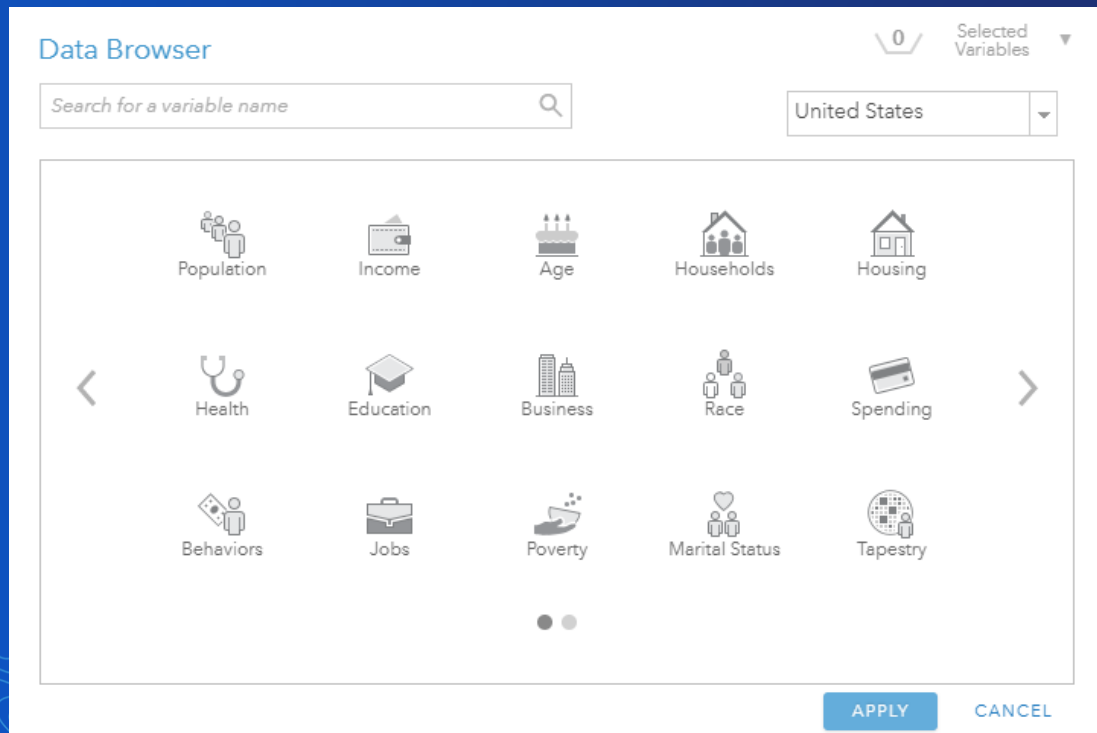 Data Browser
0
Selected
Variables
Search for a variable name
United States
Population
Income
Age
Households
Housing
Health
Education
Business
Race
Spending
Behaviors
Jobs
Poverty
Marital Status
Tapestry
APPLY
CANCEL